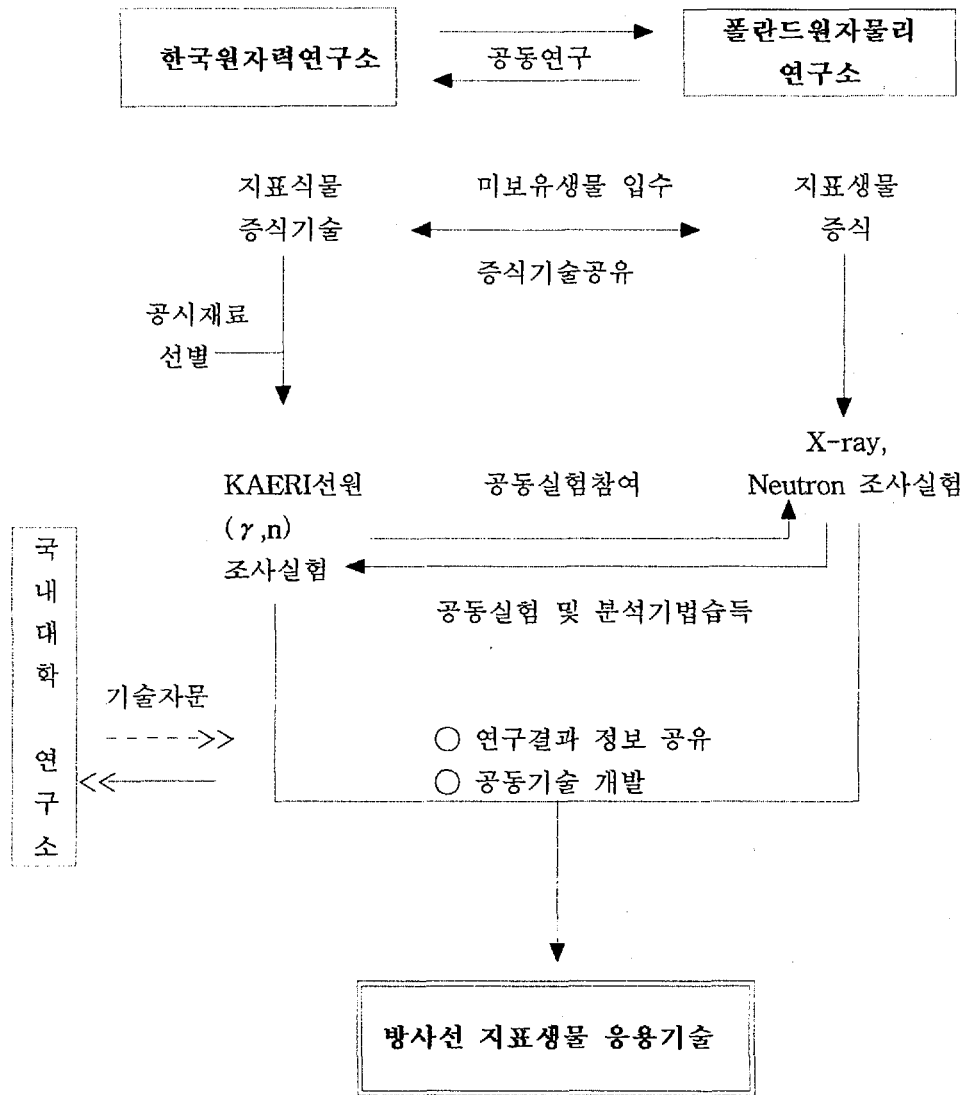 한국원자력연구소
공동연구
폴란드원자물리
연구소
지표식물
증식기술
미보유생물 입수
증식기술공유
지표생물
증식
공시재료
선별
KAERI선원
(γ,n)
조사실험
공동실험참여
X-ray,
Neutron 조사실험
공동실험 및 분석기법습득
국
내
대
학
연
구
소
기술자문
○ 연구결과 정보 공유
○ 공동기술 개발
방사선 지표생물 응용기술